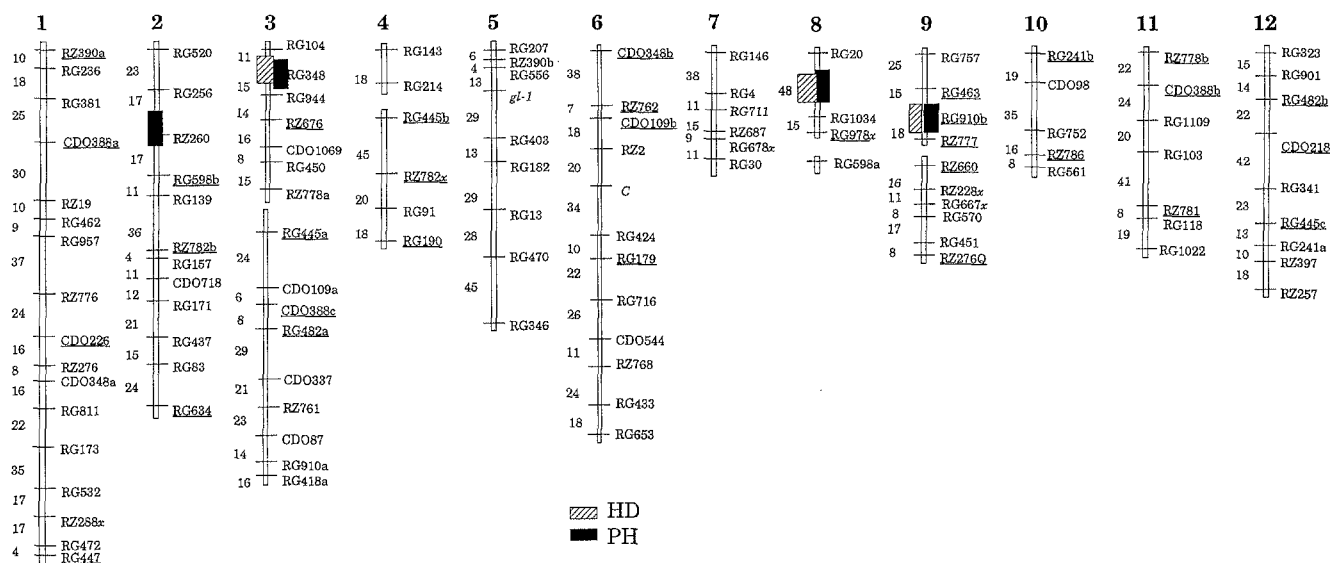 1 2 3 4 5 6 7 8 9 10 11 12
10 RZ390a
18 RG236
25 RG381
CDO388a
30
10 RZ19
9 RG462
RG957
37
RZ776
24
16 CDO226
8 RZ276
16 CDO348a
22 RG811
RG173
35
17 RG532
17 RZ288x
4 RG472
RG447
RG520
23
RG256
17
RZ260
17
RG598b
11 RG139
36
RZ782b
4 RG157
11 CDO718
12 RG171
21
RG437
15 RG83
24
RG634
11 RG104
RG348
15 RG944
14 RZ676
16 CDO1069
8 RG450
15 RZ778a
RG445a
24
CDO109a
6 CDO388c
8 RG482a
29
CDO337
21 RZ761
23 CDO87
14 RG910a
16 RG418a
RG143
18 RG214
RG445b
45
RZ782x
20 RG91
18 RG190
RG207
6 RZ390b
4 RG556
13 gl-1
29
RG403
13 RG182
29
RG13
28
RG470
45
RG346
CDO348b
38
7 RZ762
CDO109b
18 RZ2
20
C
34
RG424
10 RG179
22
RG716
26
CDO544
11 RZ768
24
RG433
18 RG653
RG146
38
RG4
11 RG711
15 RZ687
9 RG678x
11 RG30
RG20
48
RG1034
15 RG978x
RG598a
RG757
25
15 RG463
RG910b
18 RZ777
RZ660
16 RZ228x
11 RG667x
8 RG570
17
RG451
8 RZ276Q
RG241b
19 CDO98
35
RG752
16 RZ786
8 RG561
RZ778b
22
CDO388b
24
RG1109
20
RG103
41
RZ781
8 RG118
19 RG1022
RG323
15 RG901
14 RG482b
22
CDO218
42
RG341
23
RG445c
13 RG241a
10 RZ397
18 RZ257
HD
PH